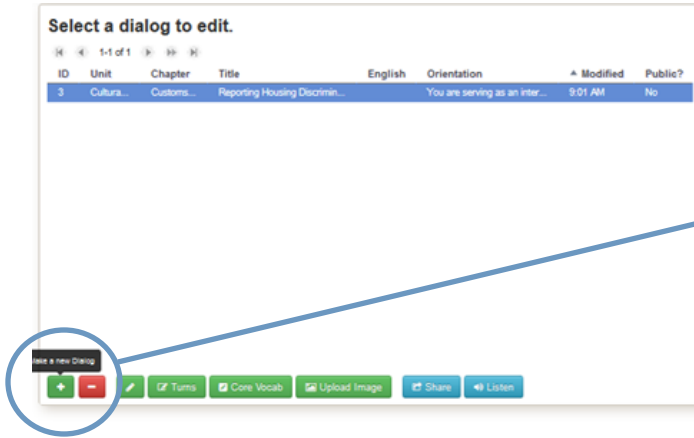 Select a dialog to edit.
1-1 of 1
ID Unit Chapter Title English Orientation Modified Public?
3 Cultura... Customs... Reporting Housing Discrimin... You are serving as an inter... 9:01 AM No
Make a new Dialog
Turns Core Vocab Upload Image Share Listen